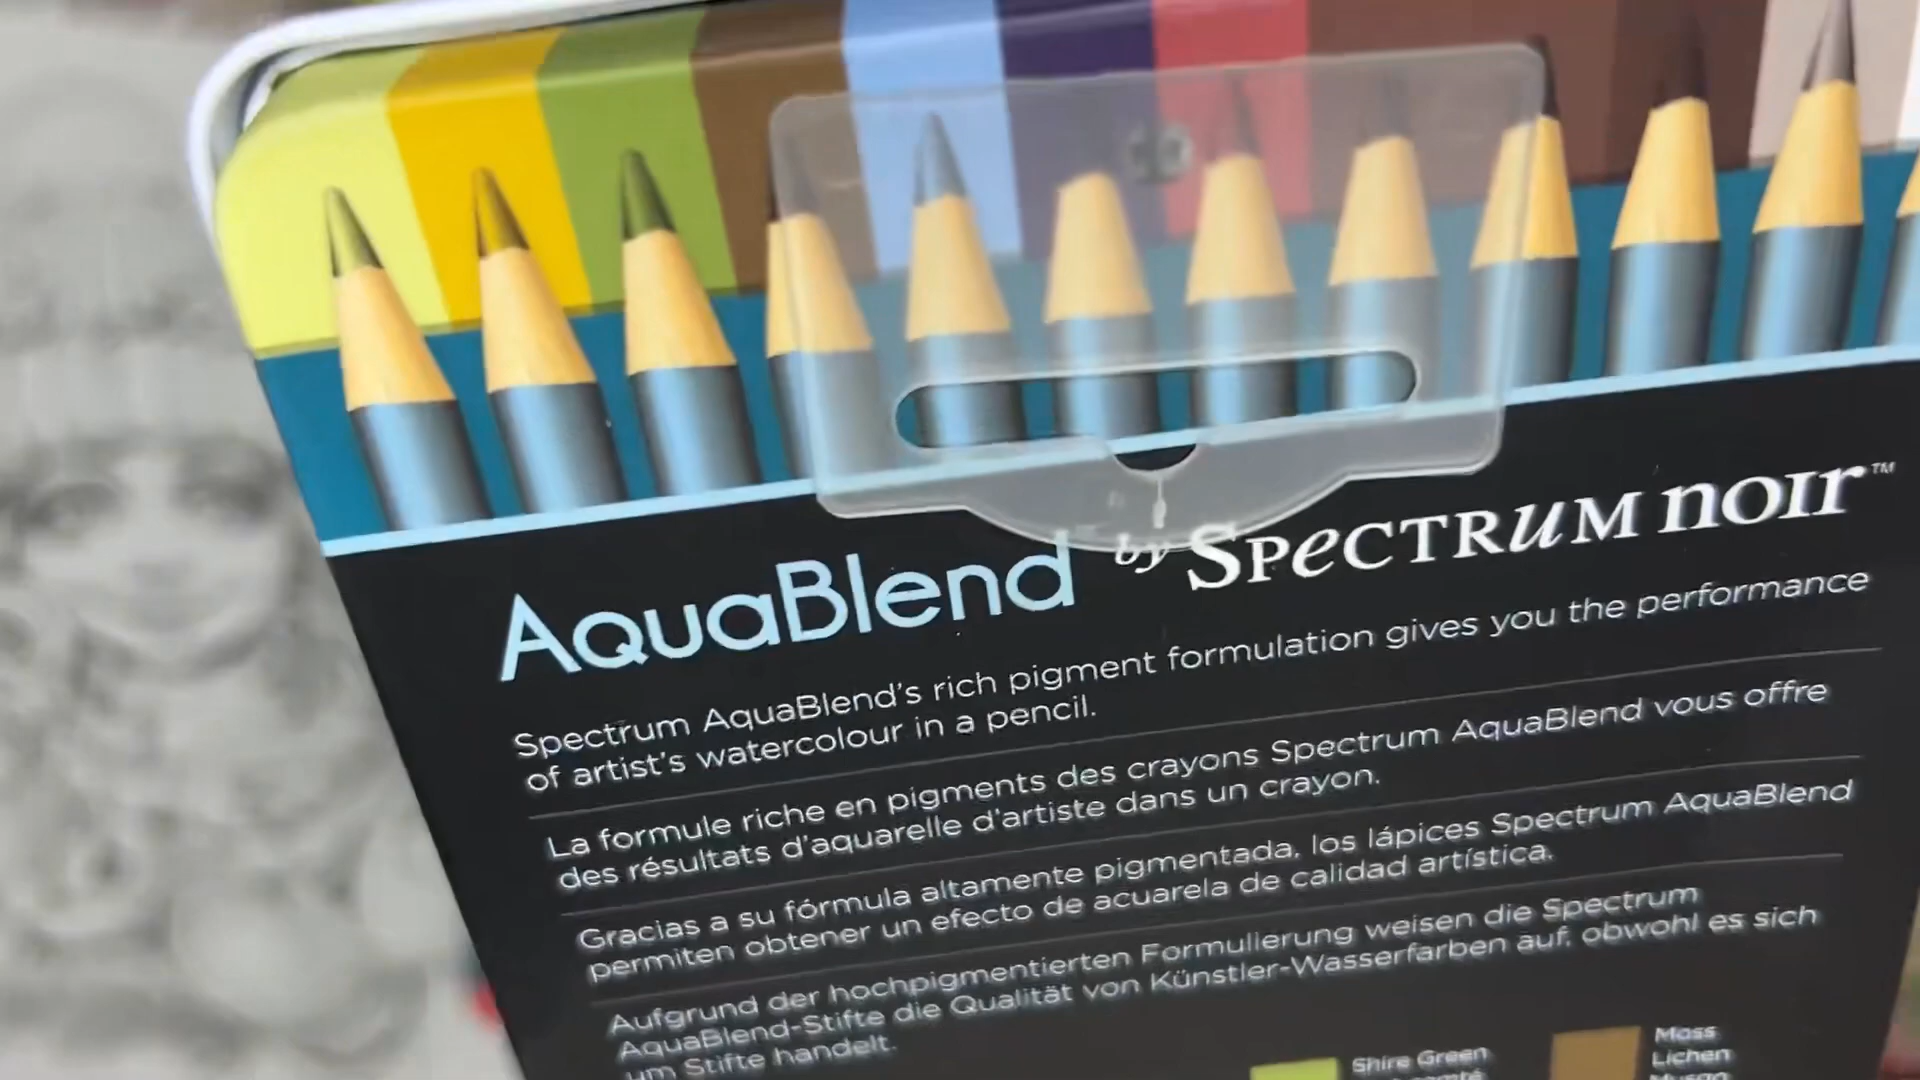 AquaBlend by SPECTRUM NOIR™
Spectrum AquaBlend's rich pigment formulation gives you the performance
of artist's watercolour in a pencil.
La formule riche en pigments des crayons Spectrum AquaBlend vous offre
des résultats d'aquarelle d'artiste dans un crayon.
Gracias a su fórmula altamente pigmentada, los lápices Spectrum AquaBlend
permiten obtener un efecto de acuarela de calidad artística.
Aufgrund der hochpigmentierten Formulierung weisen die Spectrum
AquaBlend-Stifte die Qualität von Künstler-Wasserfarben auf, obwohl es sich
um Stifte handelt.
Shire Green
Moss
Lichen
Musgo